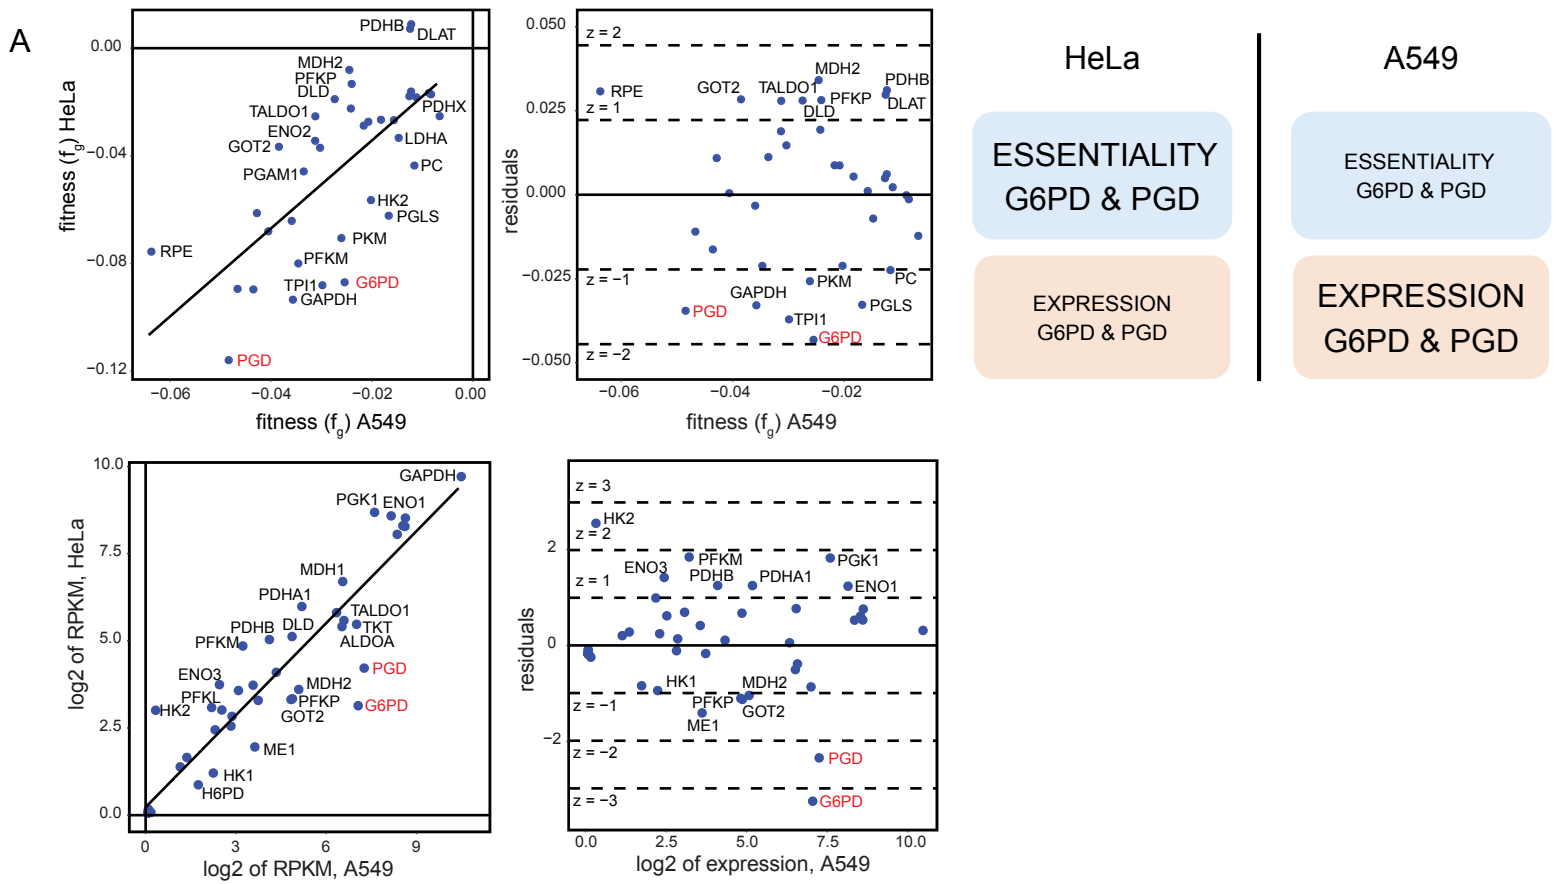 A
0.00
−0.04
−0.08
−0.12
fitness (fg) HeLa
PDHB
DLAT
MDH2
PFKP
DLD
TALDO1
PDHX
ENO2
LDHA
GOT2
PC
PGAM1
HK2
PGLS
PKM
RPE
PFKM
TPI1
G6PD
GAPDH
PGD
−0.06
−0.04
−0.02
0.00
fitness (fg) A549
0.050
0.025
0.000
−0.025
−0.050
residuals
z = 2
MDH2
RPE
GOT2
TALDO1
PDHB
PFKP
DLAT
z = 1
DLD
z = −1
PKM
PC
GAPDH
PGD
PGLS
TPI1
G6PD
z = −2
−0.06
−0.04
−0.02
fitness (fg) A549
HeLa
A549
ESSENTIALITY
G6PD & PGD
ESSENTIALITY
G6PD & PGD
EXPRESSION
G6PD & PGD
EXPRESSION
G6PD & PGD
10.0
7.5
5.0
2.5
0.0
log2 of RPKM, HeLa
GAPDH
PGK1
ENO1
MDH1
PDHA1
TALDO1
PDHB
DLD
TKT
PFKM
ALDOA
PGD
ENO3
MDH2
PFKL
PFKP
G6PD
HK2
GOT2
ME1
HK1
H6PD
0
3
6
9
log2 of RPKM, A549
2
0
−2
residuals
z = 3
HK2
z = 2
PFKM
PGK1
ENO3
PDHB
PDHA1
z = 1
ENO1
HK1
MDH2
z = −1
PFKP
GOT2
ME1
z = −2
PGD
z = −3
G6PD
0.0
2.5
5.0
7.5
10.0
log2 of expression, A549